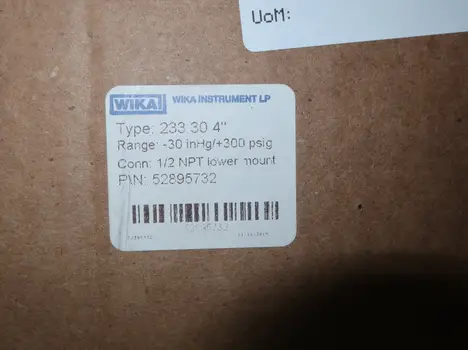 UoM:
WIKA WIKA INSTRUMENT LP
Type: 233.30 4"
Range: -30 inHg/+300 psig
Conn: 1/2 NPT lower mount
P/N: 52895732
52895732